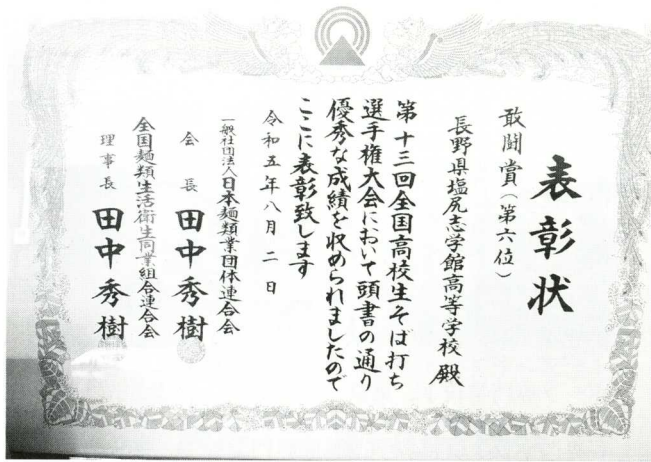 表彰状
敢闘賞(第六位)
長野県塩尻志学館高等学校 殿
第十三回全国高校生そば打ち
選手権大会において頭書の通り
優秀な成績を収められましたので
ここに表彰致します
令和五年八月二日
一般社団法人日本麺類業団体連合会
会長 田中秀樹
全国麺類生活衛生同業組合連合会
理事長 田中秀樹